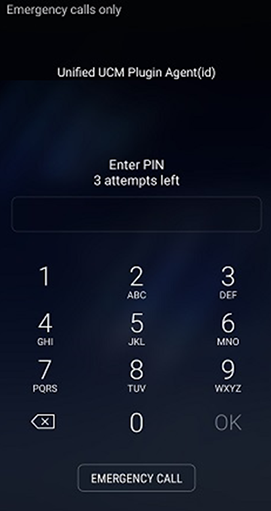 Emergency calls only
Unified UCM Plugin Agent(id)
Enter PIN
3 attempts left
1 2 3
ABC DEF
4 5 6
GHI JKL MNO
7 8 9
PQRS TUV WXYZ
0 OK
EMERGENCY CALL